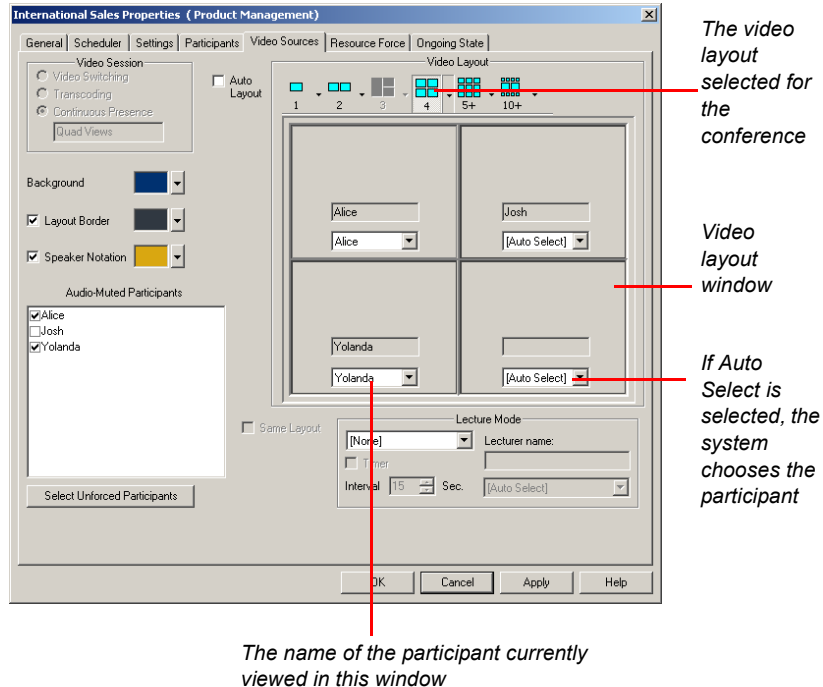 International Sales Properties ( Product Management)
General Scheduler Settings Participants Video Sources Resource Force Ongoing State
Video Session
Video Switching
Transcoding
Continuous Presence
Quad Views
Auto
Layout
Video Layout
1 2 3 4 5+ 10+
Background
Layout Border
Speaker Notation
Audio-Muted Participants
Alice
Josh
Yolanda
Select Unforced Participants
Alice
Alice
Josh
[Auto Select]
Yolanda
Yolanda
[Auto Select]
Same Layout
Lecture Mode
[None]
Lecturer name:
Timer
Interval 15 Sec.
[Auto Select]
OK Cancel Apply Help
The video
layout
selected for
the
conference
Video
layout
window
If Auto
Select is
selected, the
system
chooses the
participant
The name of the participant currently
viewed in this window